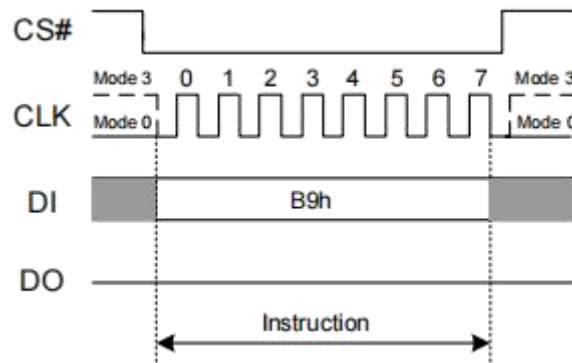 CS#
Mode 3 0 1 2 3 4 5 6 7 Mode 3
CLK
Mode 0 Mode 0
DI B9h
DO
Instruction